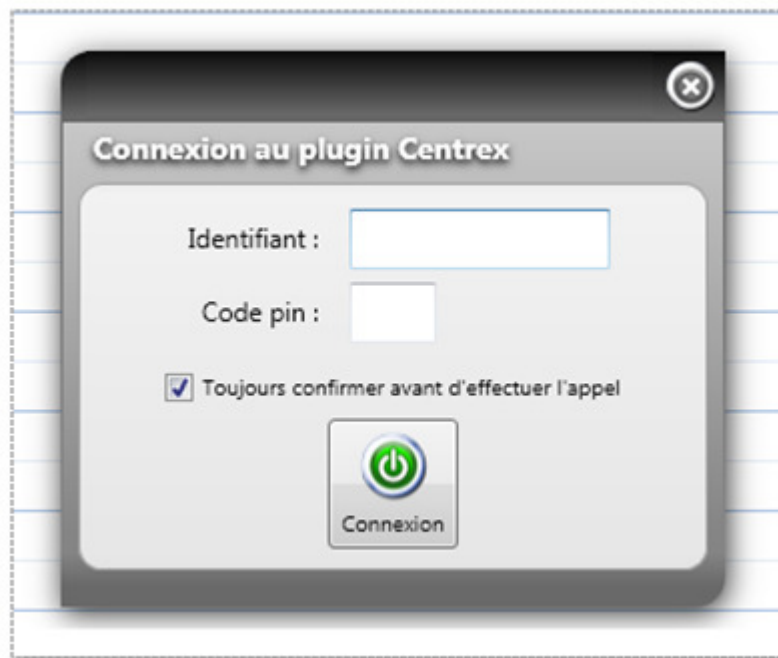 Connexion au plugin Centrex
Identifiant :
Code pin :
Toujours confirmer avant d'effectuer l'appel
Connexion